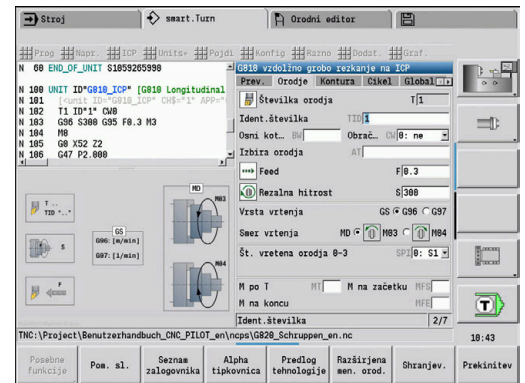 Stroj
smart.Turn
Orodni editor
Prog Napr. ICP Units» Pojdi Konfig Razno Dodat. Graf.
N 60 END_OF_UNIT S1059265990
N 100 UNIT ID"G810_ICP" [G810 Longitudinal
N 101 [<unit ID="G810_ICP" CH$="1" APP="
N 102 T1 ID"1" CW0
N 103 G96 S300 G95 F0.3 M3
N 104 M8
N 105 G0 X52 Z2
N 106 G47 P2.000
G810 vzdolžno grobo rezkanje na ICP
Prev. Orodje Kontura Cikel Global
Številka orodja T 1
Ident.številka TID 1
Osni kot… BW Obrač… CW 0: ne
Izbira orodja AT
Feed F 0.3
Rezalna hitrost S 300
Vrsta vrtenja GS G96 G97
Smer vrtenja MD M03 M04
Št. vretena orodja 0-3 SPI 0: S1
M po T MT M na začetku MFS
M na koncu MFE
Ident.številka 2/7
T ..
TID "..."
S
F
GS
G96: [m/min]
G97: [1/min]
MD
M03
M04
TNC:\Project\Benutzerhandbuch_CNC_PILOT_en\ncps\G820_Schruppen_en.nc
T
10:43
Posebne funkcije
Pom. sl.
Seznam zalogovnika
Alpha tipkovnica
Predlog tehnologije
Razširjena men. orod.
Shranjev.
Prekinitev